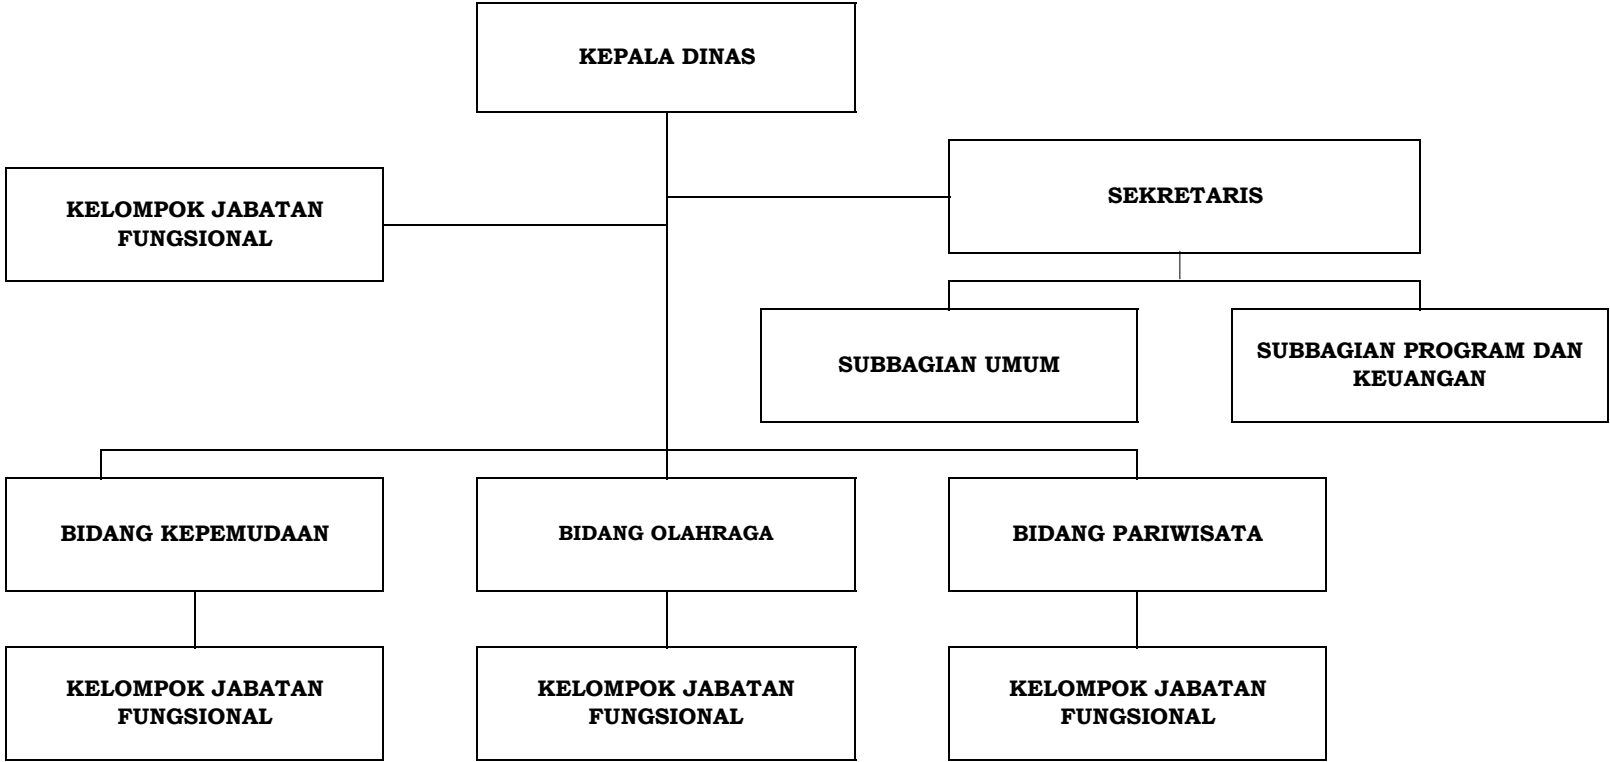 KEPALA DINAS
SEKRETARIS
KELOMPOK JABATAN
FUNGSIONAL
SUBBAGIAN UMUM
SUBBAGIAN PROGRAM DAN
KEUANGAN
BIDANG KEPEMUDAAN
BIDANG OLAHRAGA
BIDANG PARIWISATA
KELOMPOK JABATAN
FUNGSIONAL
KELOMPOK JABATAN
FUNGSIONAL
KELOMPOK JABATAN
FUNGSIONAL